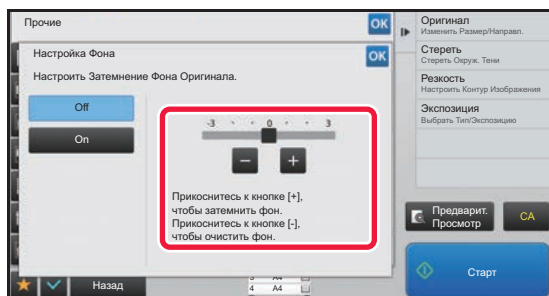 Прочие
OK
Настройка Фона
OK
Настроить Затемнение Фона Оригинала.
Off
On
-3 0 3
Прикоснитесь к кнопке [+],
чтобы затемнить фон.
Прикоснитесь к кнопке [-],
чтобы очистить фон.
Назад
A4
4 A4
Оригинал
Изменить Размер/Направл.
Стереть
Стереть Окруж. Тени
Резкость
Настроить Контур Изображения
Экспозиция
Выбрать Тип/Экспозицию
Предварит.
Просмотр
CA
Старт